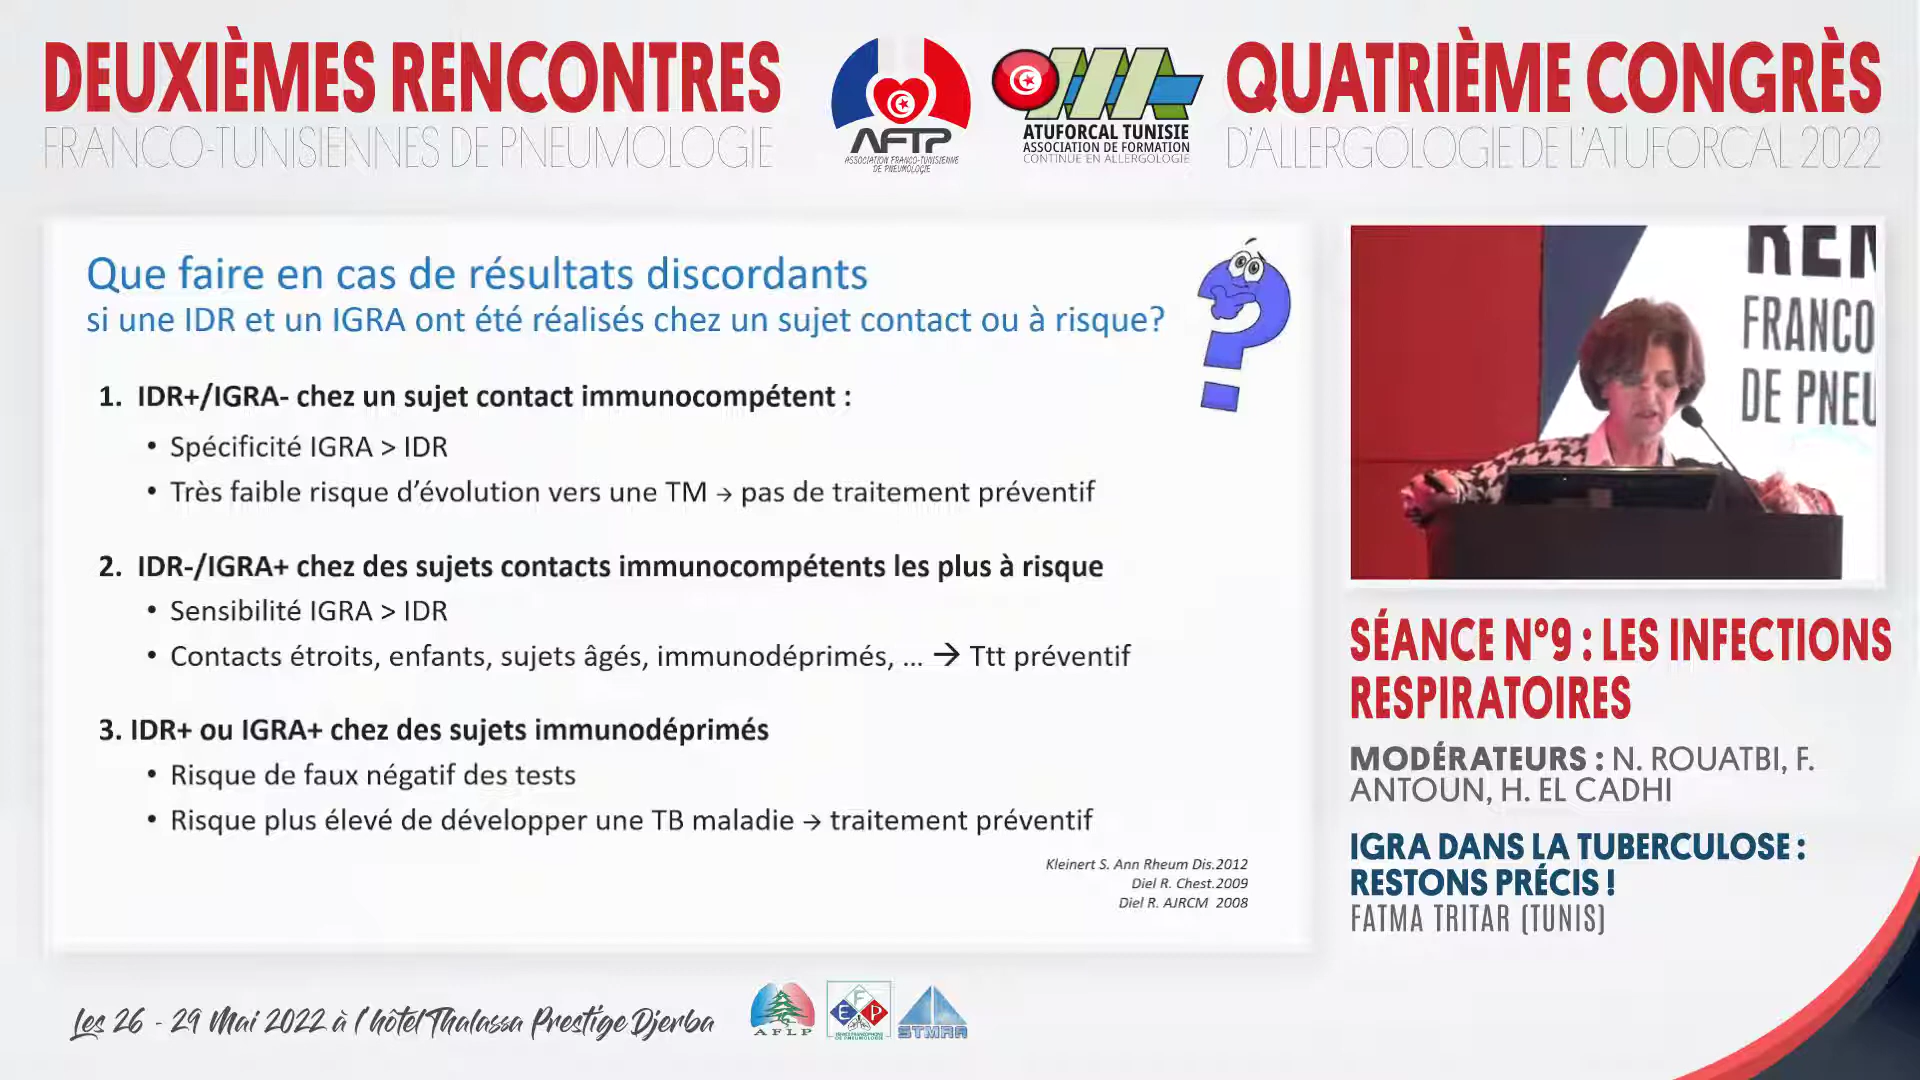 DEUXIÈMES RENCONTRES
FRANCO-TUNISIENNES DE PNEUMOLOGIE
AFTP
ASSOCIATION FRANCO-TUNISIENNE
DE PNEUMOLOGIE
ATUFORCAL TUNISIE
ASSOCIATION DE FORMATION
CONTINUE EN ALLERGOLOGIE
QUATRIÈME CONGRÈS
D'ALLERGOLOGIE DE L'ATUFORCAL 2022
Que faire en cas de résultats discordants
si une IDR et un IGRA ont été réalisés chez un sujet contact ou à risque?
1. IDR+/IGRA- chez un sujet contact immunocompétent :
• Spécificité IGRA > IDR
• Très faible risque d'évolution vers une TM → pas de traitement préventif
2. IDR-/IGRA+ chez des sujets contacts immunocompétents les plus à risque
• Sensibilité IGRA > IDR
• Contacts étroits, enfants, sujets âgés, immunodéprimés, ... → Ttt préventif
3. IDR+ ou IGRA+ chez des sujets immunodéprimés
• Risque de faux négatif des tests
• Risque plus élevé de développer une TB maladie → traitement préventif
Kleinert S. Ann Rheum Dis.2012
Diel R. Chest.2009
Diel R. AJRCM 2008
REN
FRANCO
DE PNEU
SÉANCE N°9 : LES INFECTIONS
RESPIRATOIRES
MODÉRATEURS : N. ROUATBI, F.
ANTOUN, H. EL CADHI
IGRA DANS LA TUBERCULOSE :
RESTONS PRÉCIS !
FATMA TRITAR (TUNIS)
Les 26 - 29 Mai 2022 à l'hôtel Thalassa Prestige Djerba
AFLP
EFP
STMRA